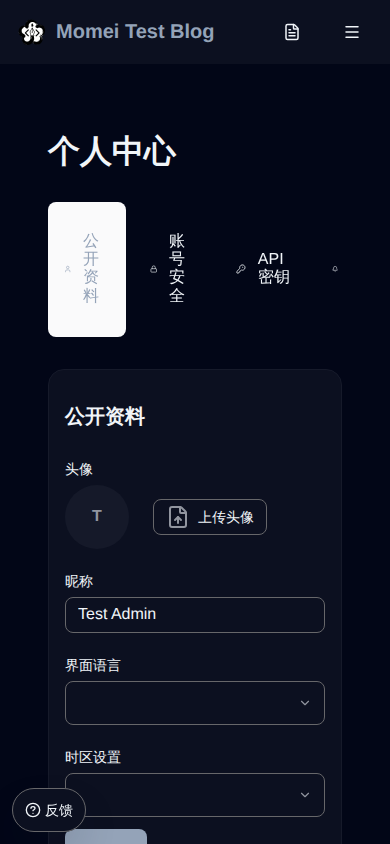 Momei Test Blog
个人中心
公
开
资
料
账
号
安
全
API
密钥
公开资料
头像
T
上传头像
昵称
Test Admin
界面语言
时区设置
反馈